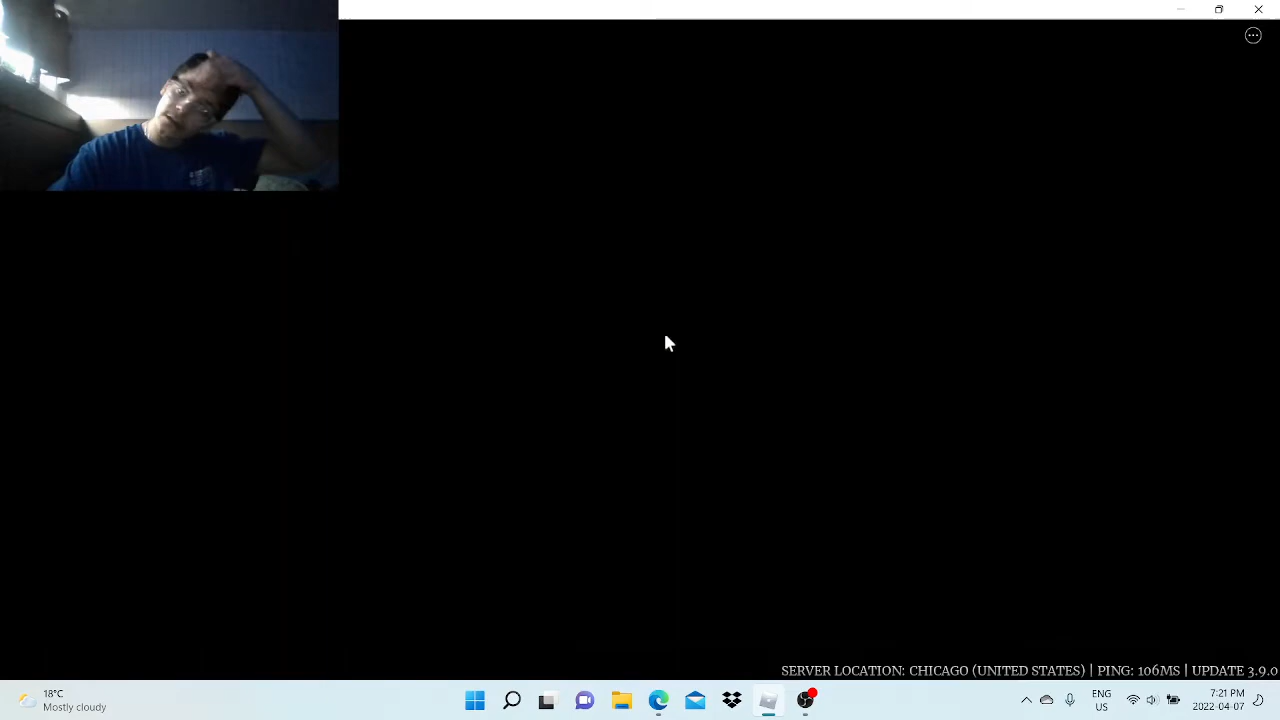 SERVER LOCATION: CHICAGO (UNITED STATES) | PING: 106MS | UPDATE 3.9.0
18°C
Mostly cloudy
ENG
US
7:21 PM
2022-04-07